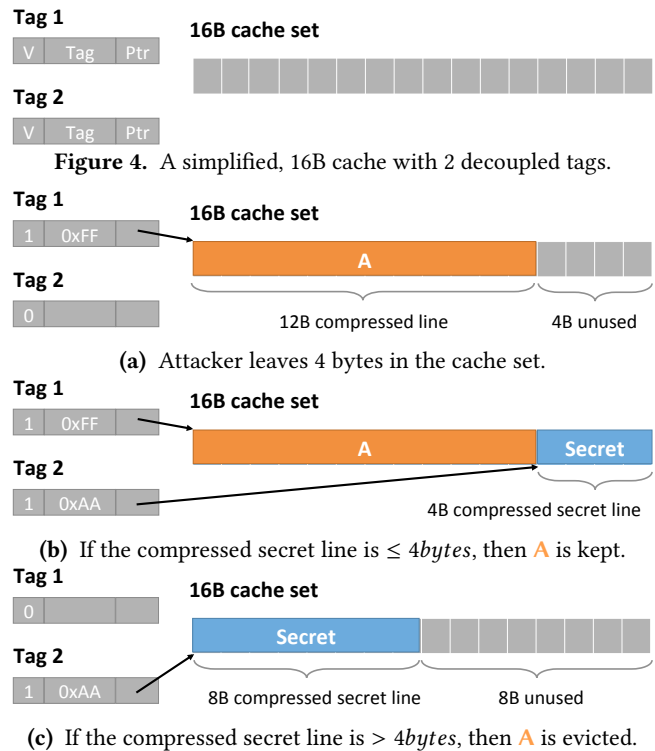 Tag 1
16B cache set
V Tag Ptr
Tag 2
V Tag Ptr
Figure 4. A simplified, 16B cache with 2 decoupled tags.
Tag 1
16B cache set
1 0xFF
A
Tag 2
0
12B compressed line 4B unused
(a) Attacker leaves 4 bytes in the cache set.
Tag 1
16B cache set
1 0xFF
A Secret
Tag 2
1 0xAA
4B compressed secret line
(b) If the compressed secret line is ≤ 4bytes, then A is kept.
Tag 1
16B cache set
0
Secret
Tag 2
1 0xAA
8B compressed secret line 8B unused
(c) If the compressed secret line is > 4bytes, then A is evicted.